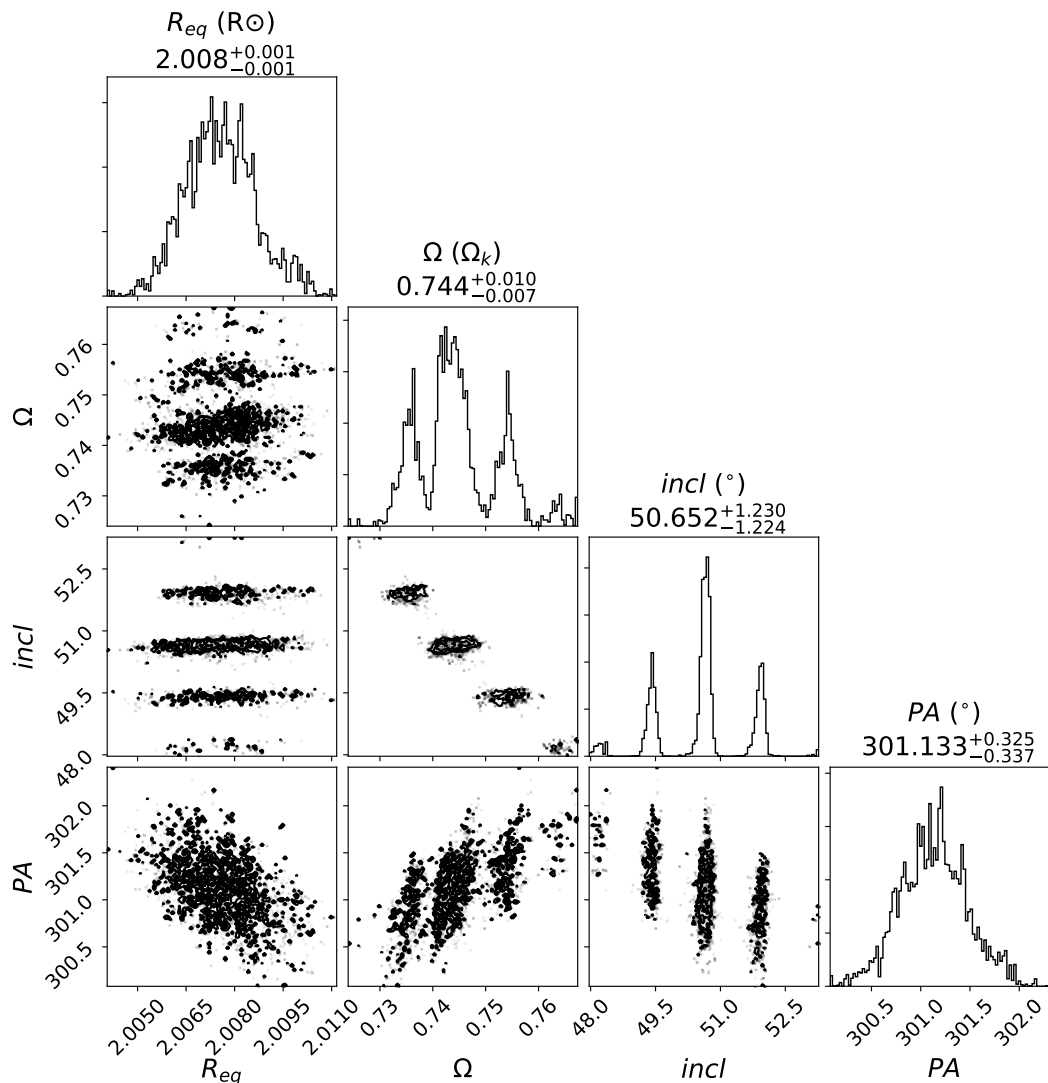 R_eq (R⊙)
2.008^{+0.001}_{-0.001}
Ω (Ω_k)
0.744^{+0.010}_{-0.007}
incl (°)
50.652^{+1.230}_{-1.224}
PA (°)
301.133^{+0.325}_{-0.337}
Ω
0.76
0.75
0.74
0.73
incl
52.5
51.0
49.5
48.0
PA
302.0
301.5
301.0
300.5
2.0050 2.0065 2.0080 2.0095 2.0110
R_eq
0.73 0.74 0.75 0.76
Ω
48.0 49.5 51.0 52.5
incl
300.5 301.0 301.5 302.0
PA